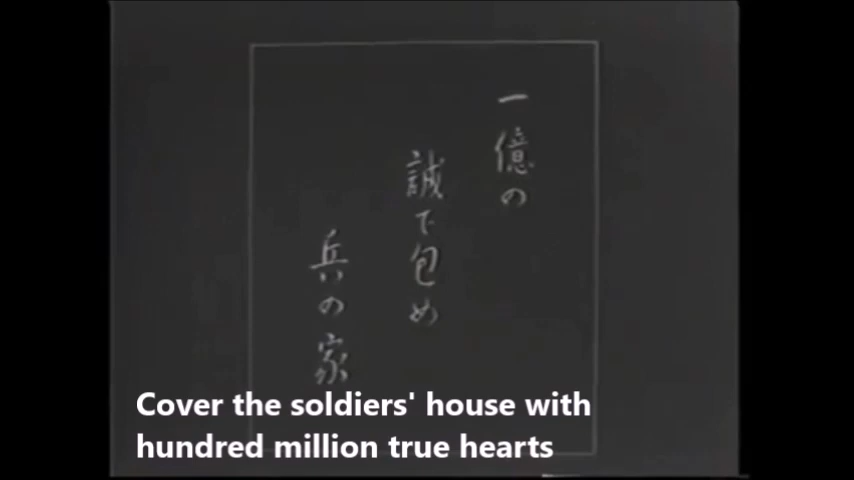 一億の
誠で包め
兵の家
Cover the soldiers' house with
hundred million true hearts